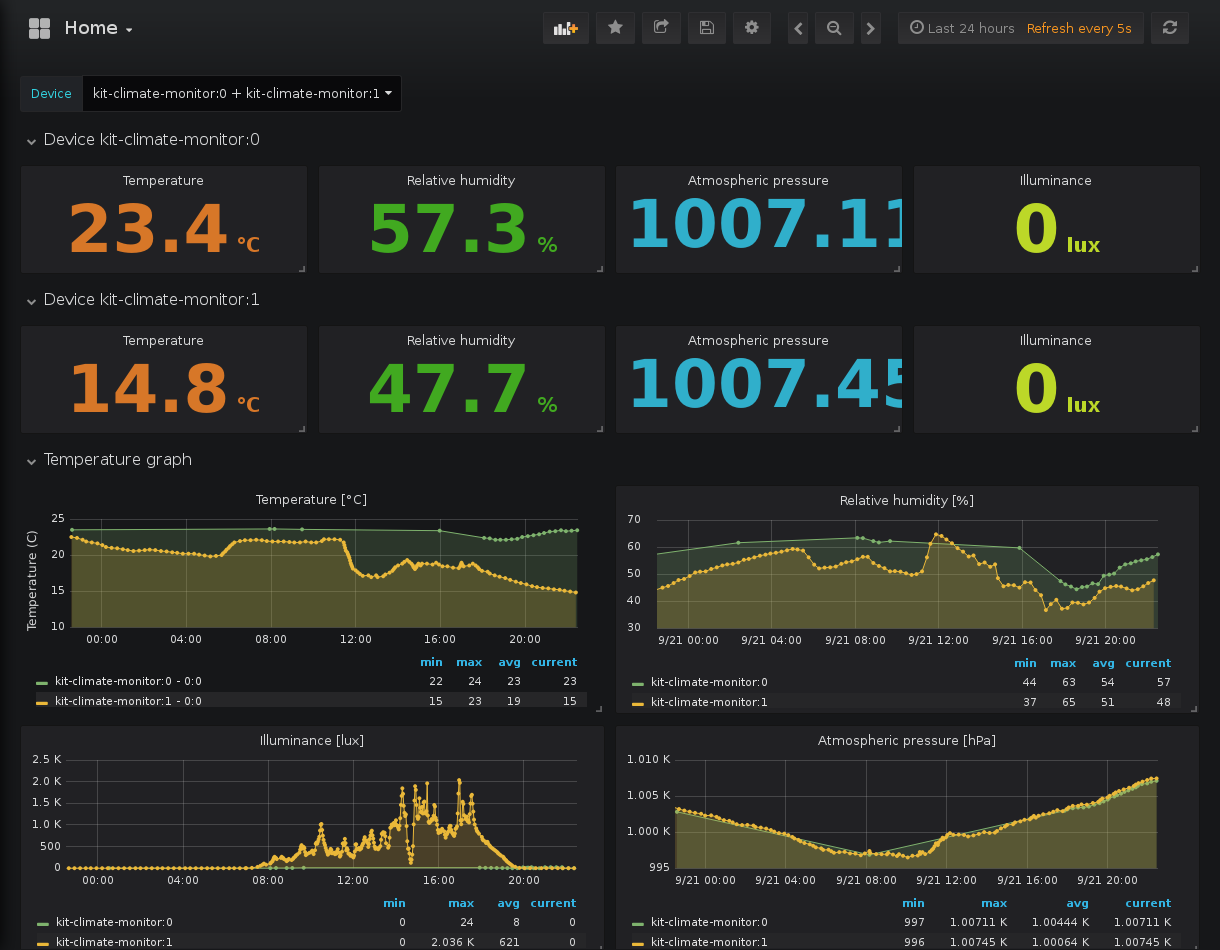 Home
Last 24 hours Refresh every 5s
Device kit-climate-monitor:0 + kit-climate-monitor:1
Device kit-climate-monitor:0
Temperature Relative humidity Atmospheric pressure Illuminance
23.4 °C 57.3 % 1007.11 0 lux
Device kit-climate-monitor:1
Temperature Relative humidity Atmospheric pressure Illuminance
14.8 °C 47.7 % 1007.45 0 lux
Temperature graph
Temperature [°C]
Temperature (C)
25
20
15
10
00:00 04:00 08:00 12:00 16:00 20:00
min max avg current
kit-climate-monitor:0 - 0:0 22 24 23 23
kit-climate-monitor:1 - 0:0 15 23 19 15
Relative humidity [%]
70
60
50
40
30
9/21 00:00 9/21 04:00 9/21 08:00 9/21 12:00 9/21 16:00 9/21 20:00
min max avg current
kit-climate-monitor:0 44 63 54 57
kit-climate-monitor:1 37 65 51 48
Illuminance [lux]
2.5 K
2.0 K
1.5 K
1.0 K
500
0
00:00 04:00 08:00 12:00 16:00 20:00
min max avg current
kit-climate-monitor:0 0 24 8 0
kit-climate-monitor:1 0 2.036 K 621 0
Atmospheric pressure [hPa]
1.010 K
1.005 K
1.000 K
995
9/21 00:00 9/21 04:00 9/21 08:00 9/21 12:00 9/21 16:00 9/21 20:00
min max avg current
kit-climate-monitor:0 997 1.00711 K 1.00444 K 1.00711 K
kit-climate-monitor:1 996 1.00745 K 1.00064 K 1.00745 K